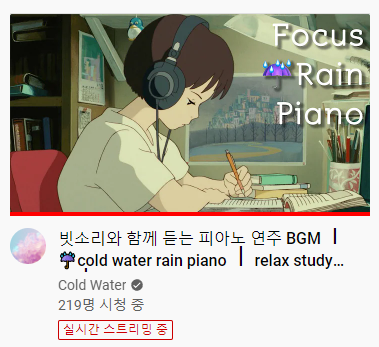 Focus
☔Rain
Piano
빗소리와 함께 듣는 피아노 연주 BGM ㅣ
☔cold water rain piano ㅣ relax study...
Cold Water
219명 시청 중
실시간 스트리밍 중